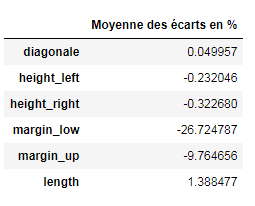 Moyenne des écarts en %
diagonale 0.049957
height_left -0.232046
height_right -0.322680
margin_low -26.724787
margin_up -9.764656
length 1.388477